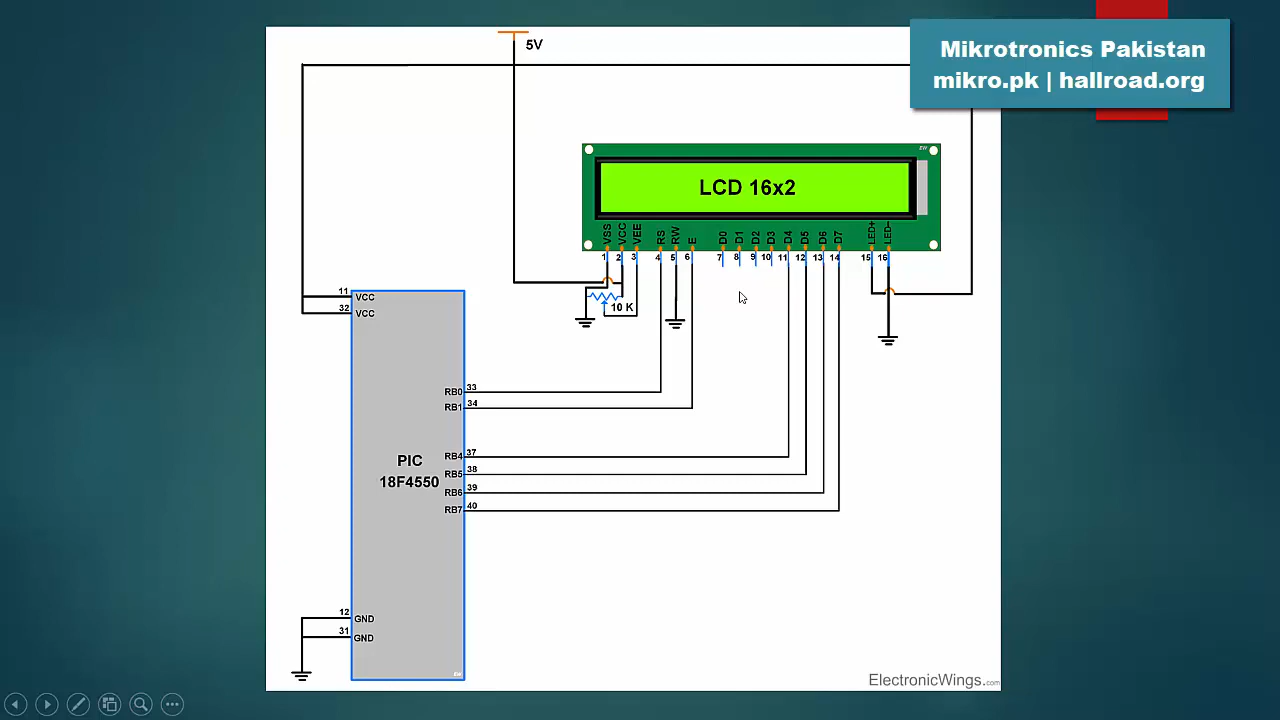 Mikrotronics Pakistan
mikro.pk | hallroad.org
5V
EW
LCD 16x2
VSS VCC VEE RS RW E D0 D1 D2 D3 D4 D5 D6 D7 LED+ LED-
1 2 3 4 5 6 7 8 9 10 11 12 13 14 15 16
10 K
11 VCC
32 VCC
RB0 33
RB1 34
RB4 37
RB5 38
RB6 39
RB7 40
PIC
18F4550
12 GND
31 GND
EW
ElectronicWings.com